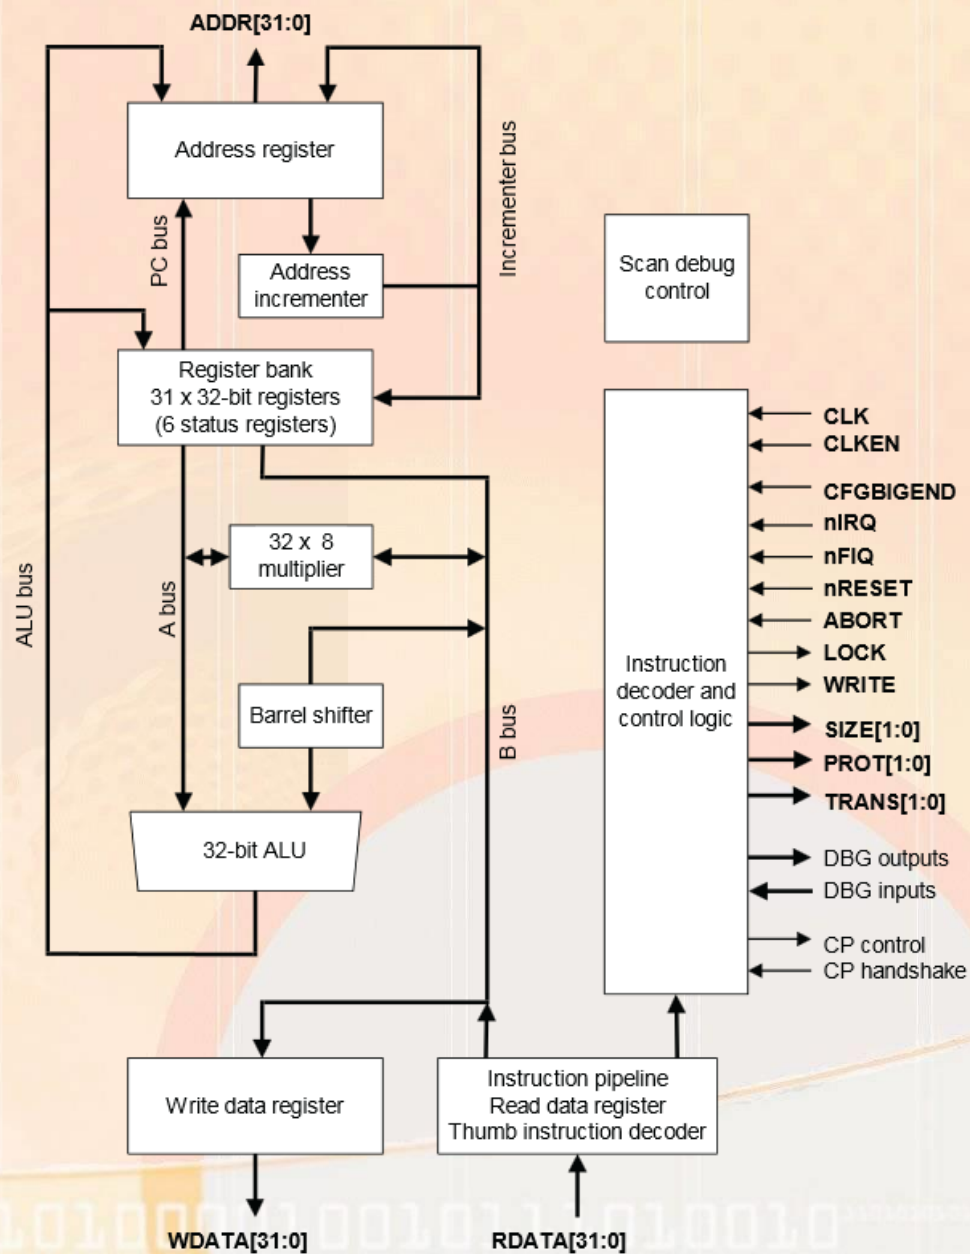 ADDR[31:0]
Address register
Incrementer bus
PC bus
Address
incrementer
Scan debug
control
Register bank
31 x 32-bit registers
(6 status registers)
CLK
CLKEN
CFGBIGEND
nIRQ
nFIQ
nRESET
ABORT
LOCK
WRITE
SIZE[1:0]
PROT[1:0]
TRANS[1:0]
DBG outputs
DBG inputs
CP control
CP handshake
32 x 8
multiplier
ALU bus
A bus
Instruction
decoder and
control logic
Barrel shifter
B bus
32-bit ALU
Write data register
Instruction pipeline
Read data register
Thumb instruction decoder
WDATA[31:0]
RDATA[31:0]